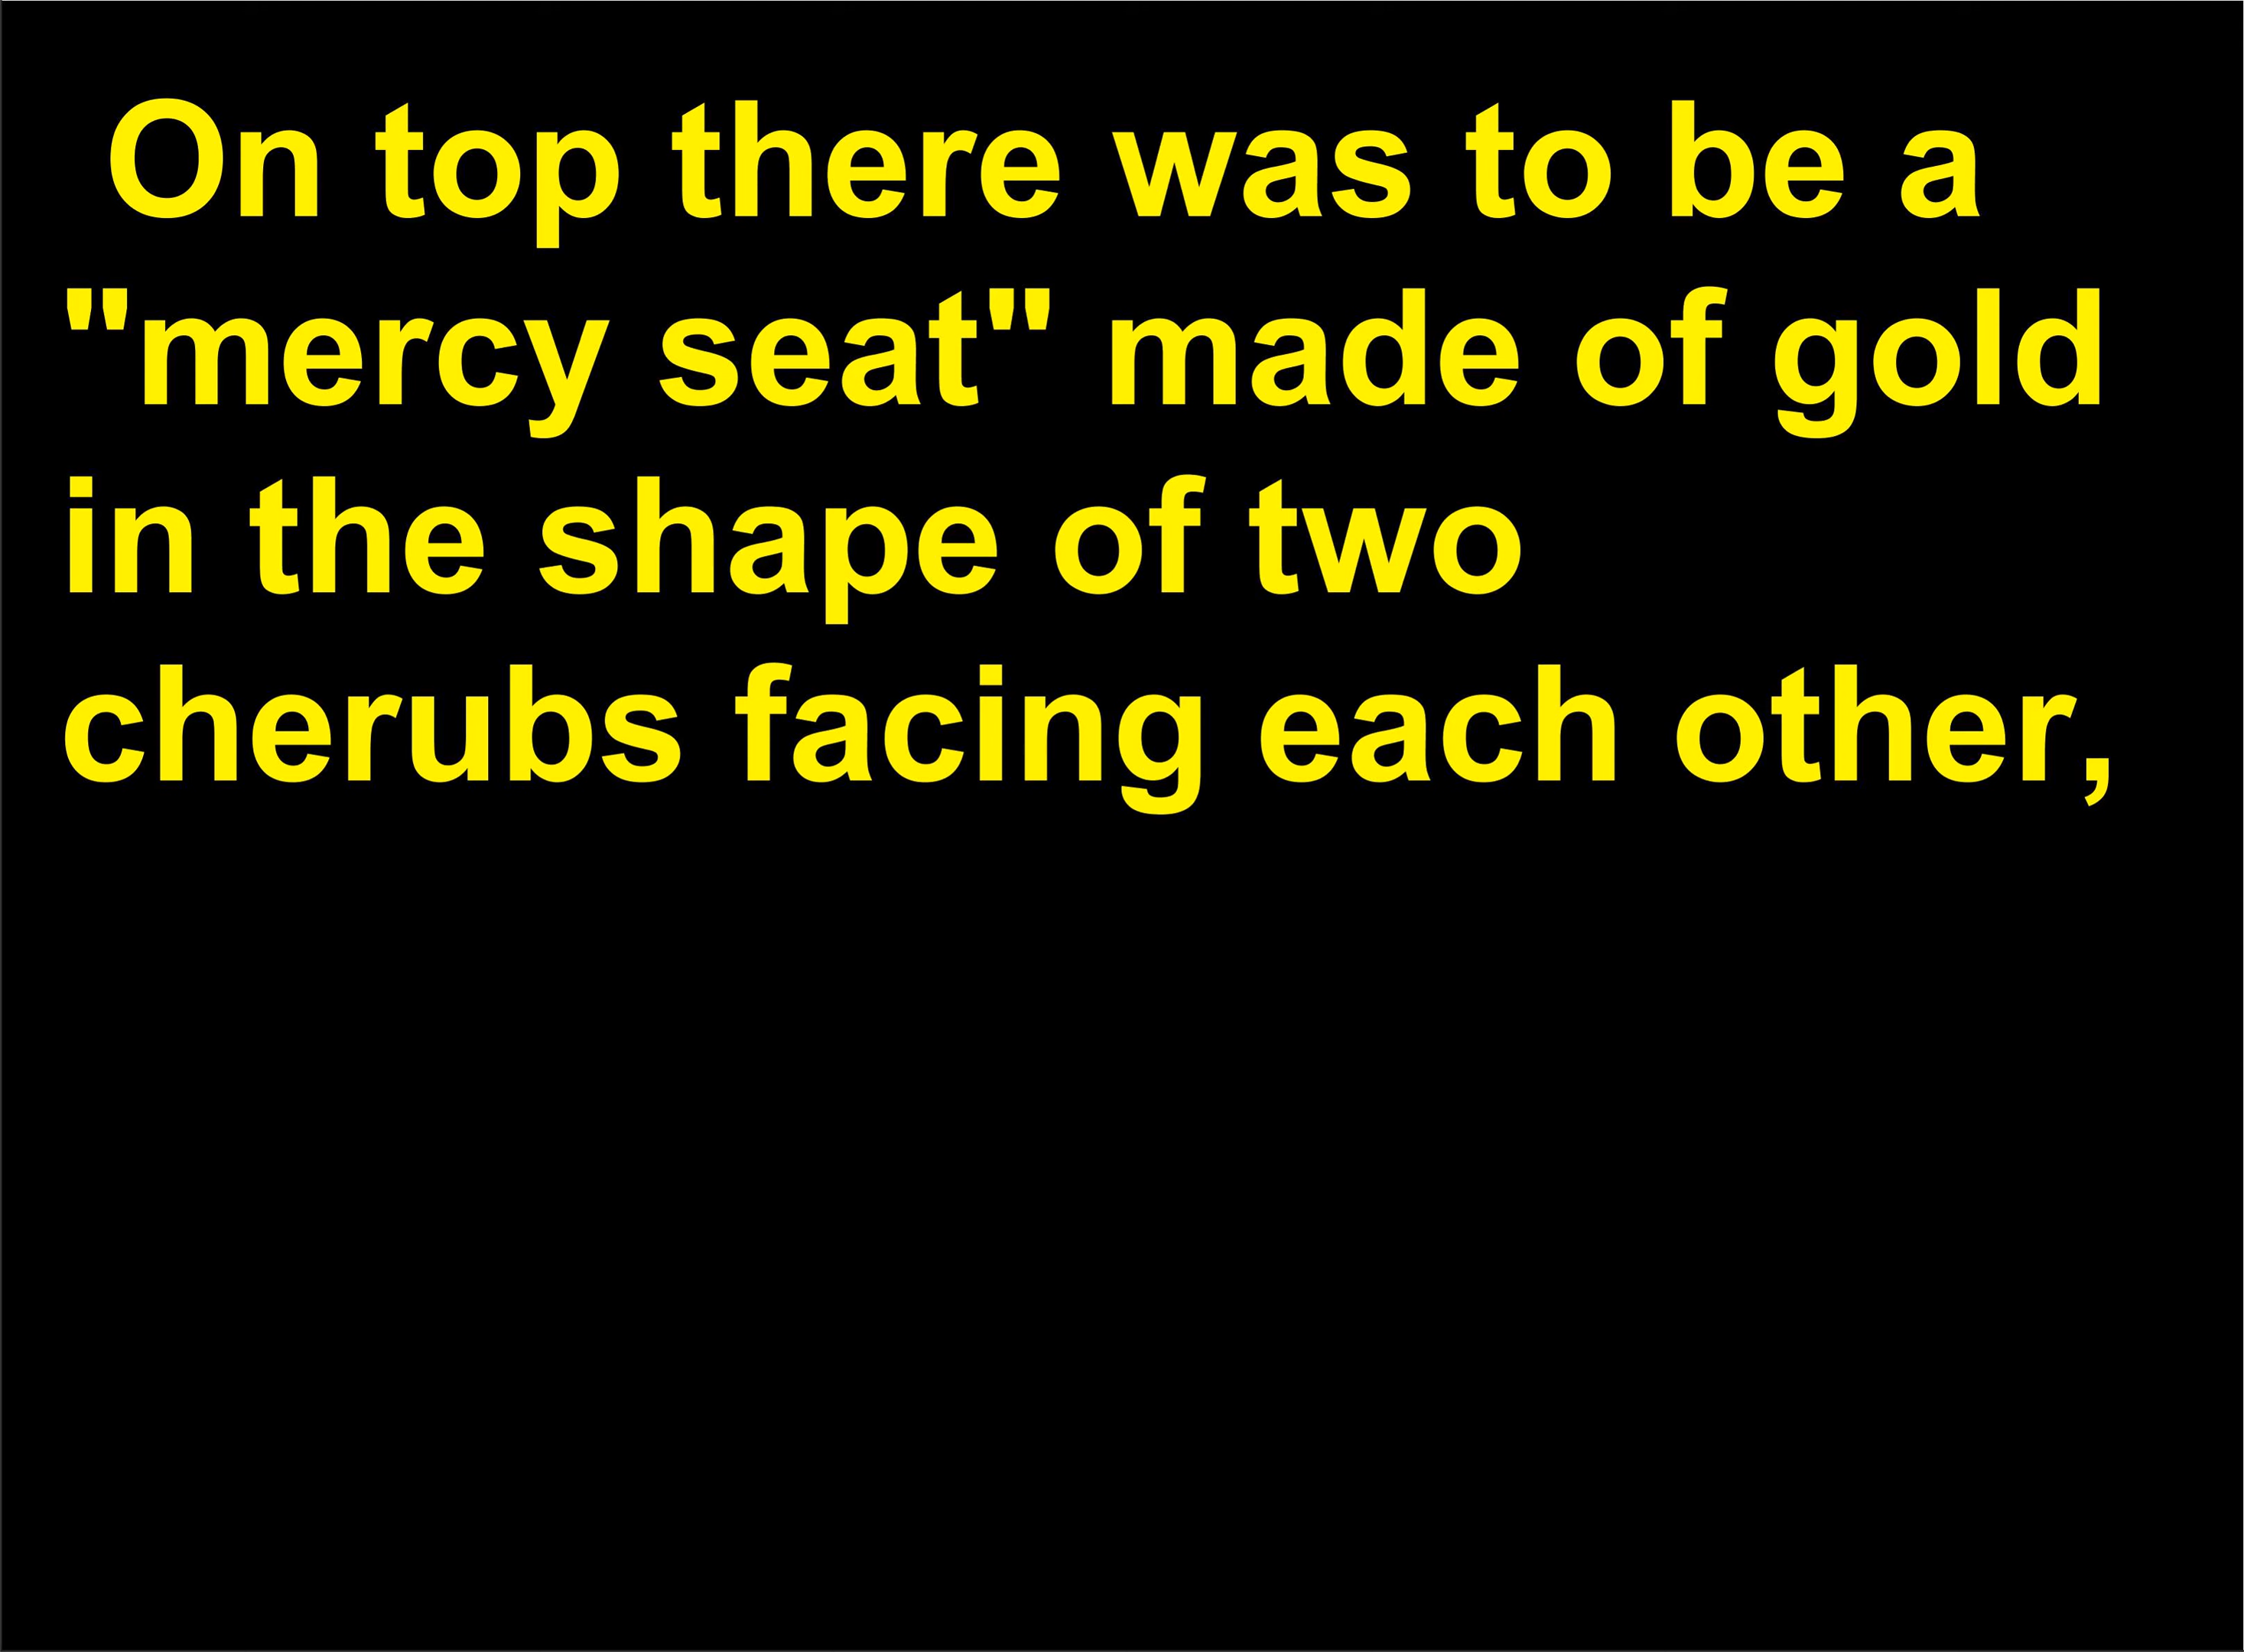 On top there was to be a
"mercy seat" made of gold
in the shape of two
cherubs facing each other,